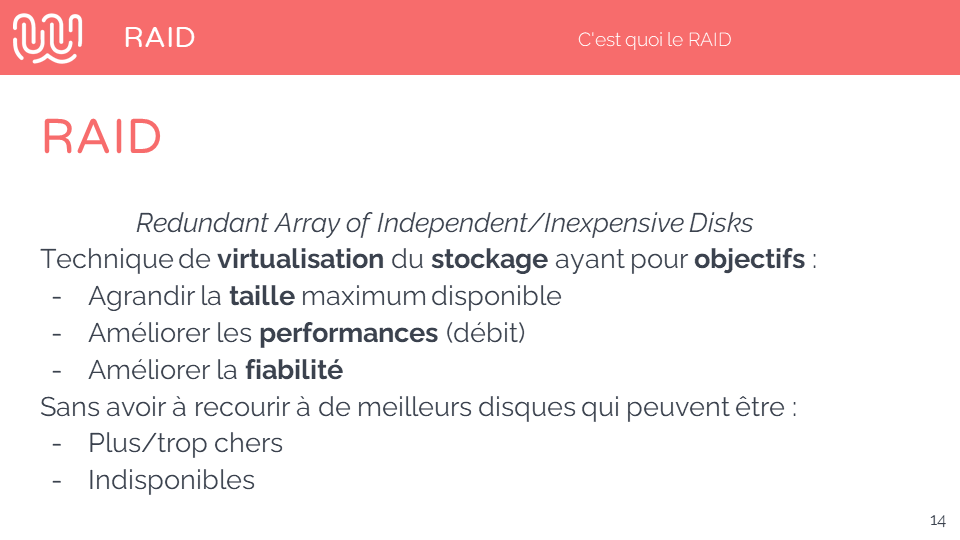 RAID
C'est quoi le RAID
RAID
Redundant Array of Independent/Inexpensive Disks
Technique de virtualisation du stockage ayant pour objectifs :
- Agrandir la taille maximum disponible
- Améliorer les performances (débit)
- Améliorer la fiabilité
Sans avoir à recourir à de meilleurs disques qui peuvent être :
- Plus/trop chers
- Indisponibles
14